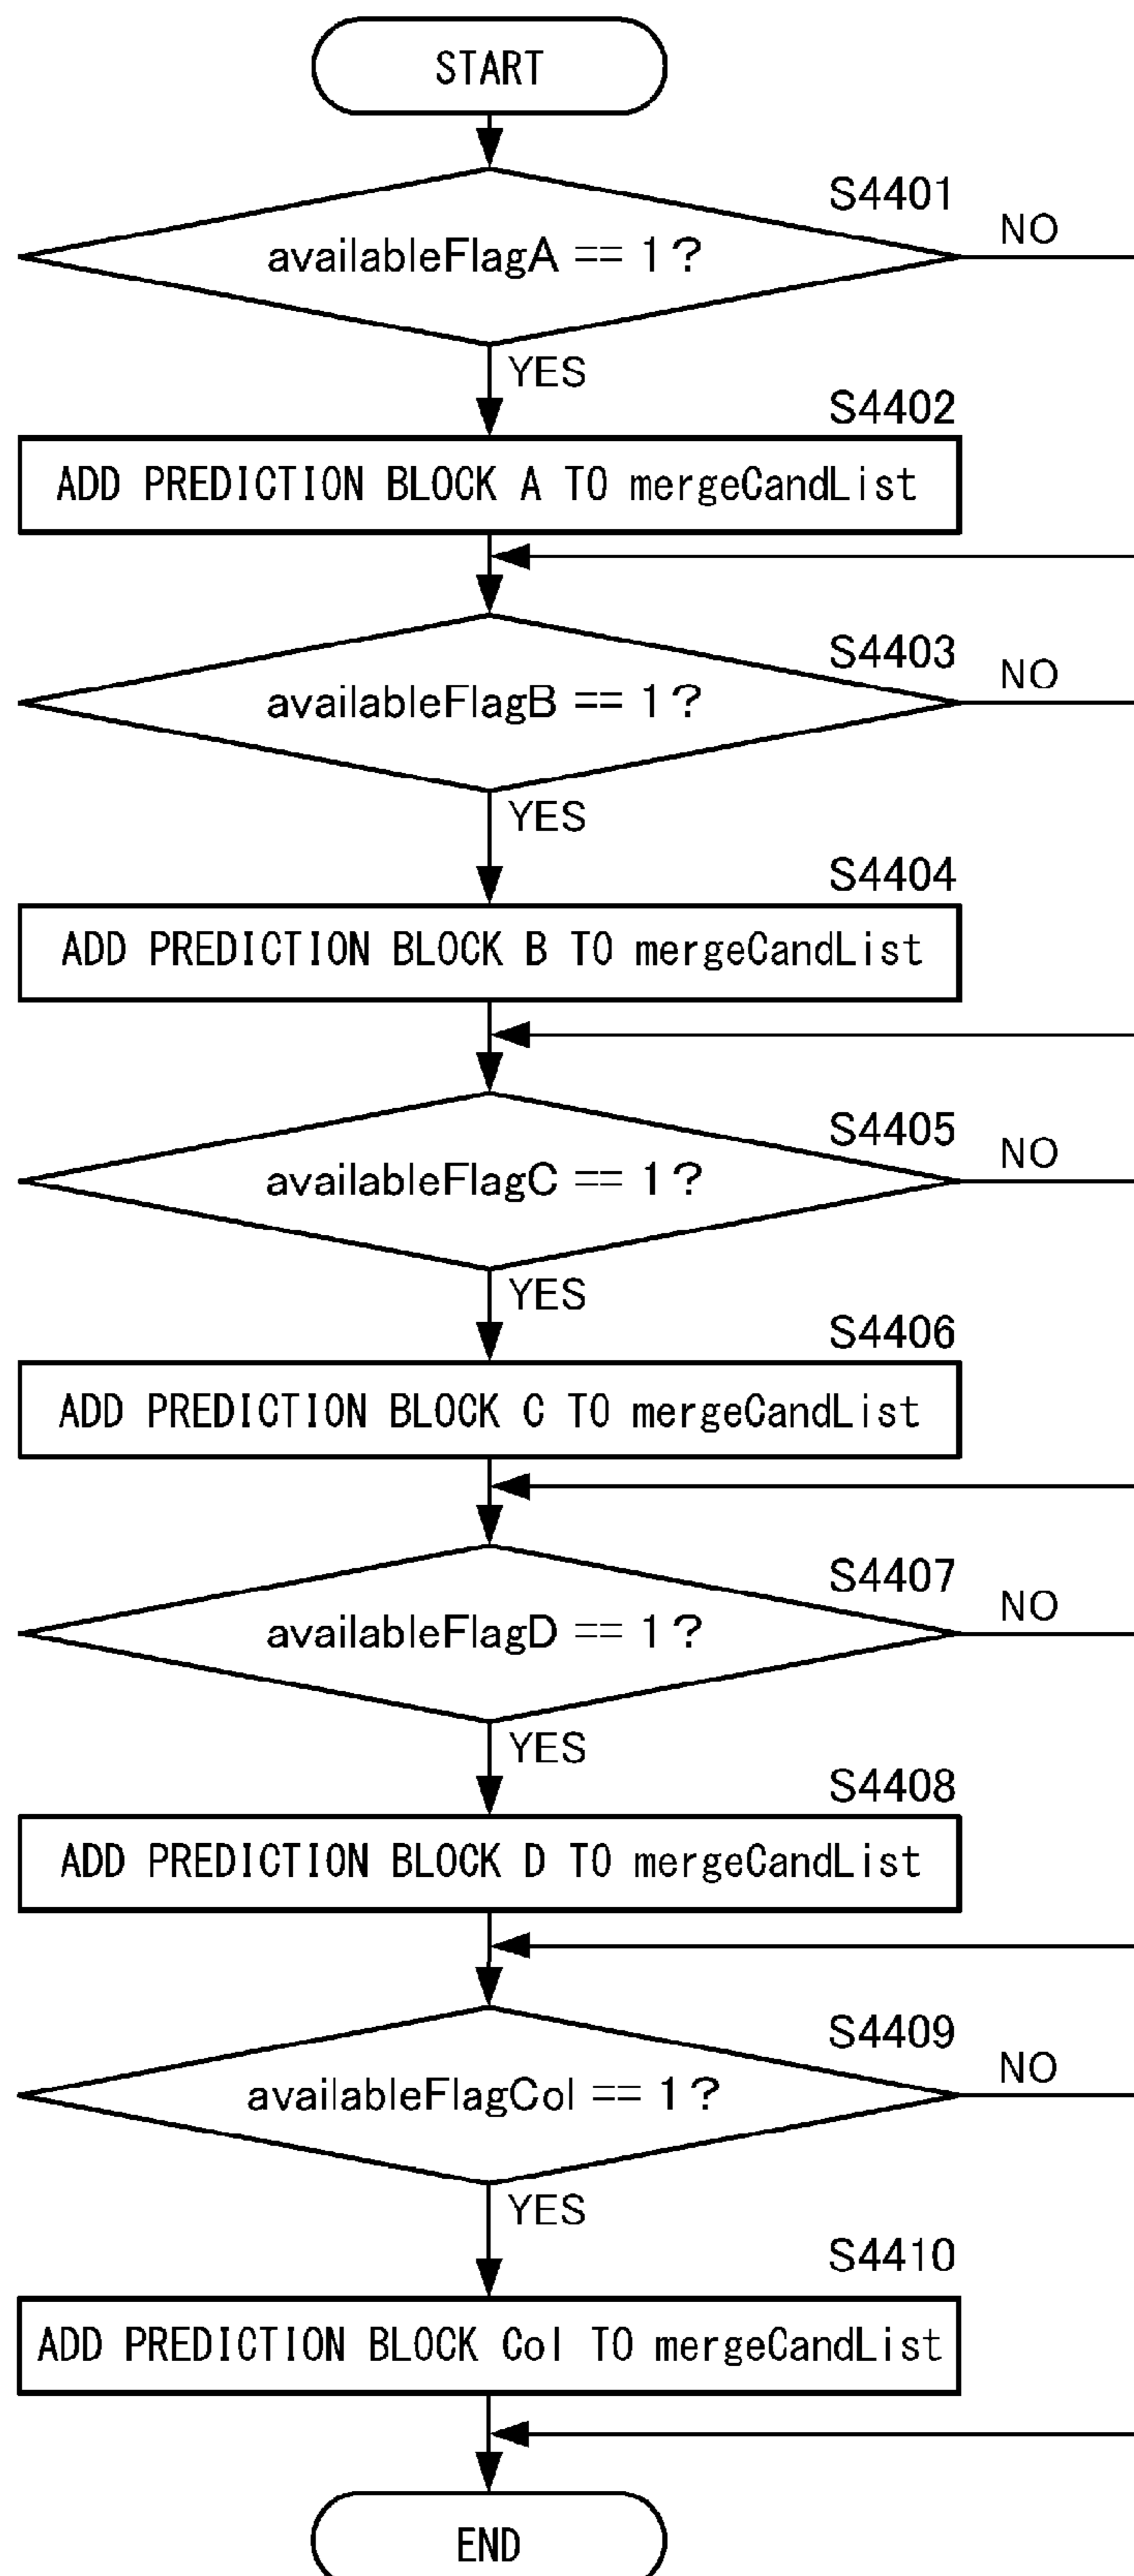 START
S4401
availableFlagA == 1?
NO
YES
S4402
ADD PREDICTION BLOCK A TO mergeCandList
S4403
availableFlagB == 1?
NO
YES
S4404
ADD PREDICTION BLOCK B TO mergeCandList
S4405
availableFlagC == 1?
NO
YES
S4406
ADD PREDICTION BLOCK C TO mergeCandList
S4407
availableFlagD == 1?
NO
YES
S4408
ADD PREDICTION BLOCK D TO mergeCandList
S4409
availableFlagCol == 1?
NO
YES
S4410
ADD PREDICTION BLOCK Col TO mergeCandList
END